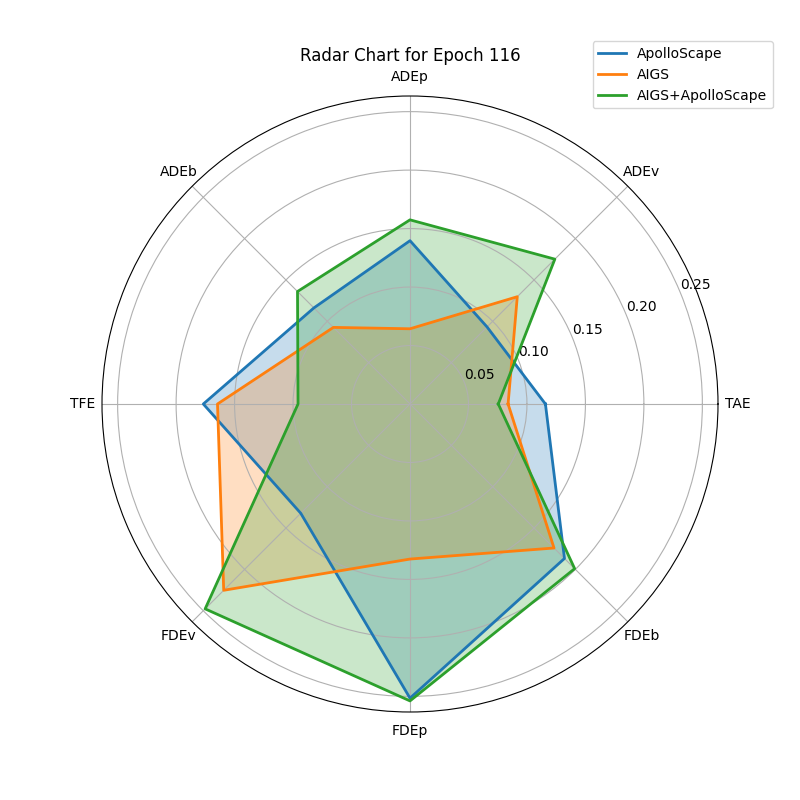 Radar Chart for Epoch 116
ApolloScape
AIGS
AIGS+ApolloScape
ADEp
ADEb
ADEv
TFE
TAE
0.05
0.10
0.15
0.20
0.25
FDEv
FDEb
FDEp